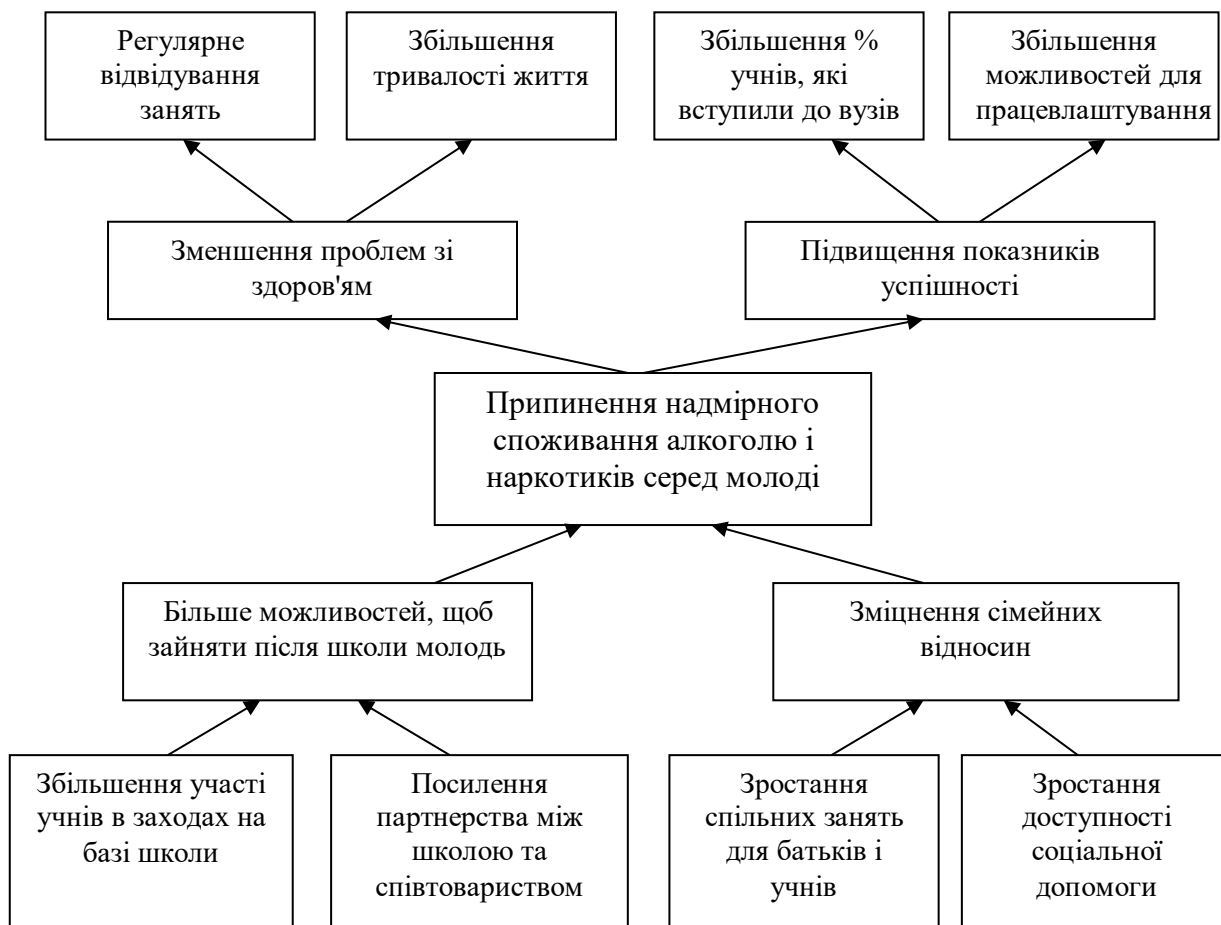 Регулярне
відвідування
занять
Збільшення
тривалості життя
Збільшення %
учнів, які
вступили до вузів
Збільшення
можливостей для
працевлаштування
Зменшення проблем зі
здоров'ям
Підвищення показників
успішності
Припинення надмірного
споживання алкоголю і
наркотиків серед молоді
Більше можливостей, щоб
зайняти після школи молодь
Зміцнення сімейних
відносин
Збільшення участі
учнів в заходах на
базі школи
Посилення
партнерства між
школою та
співтовариством
Зростання
спільних занять
для батьків і
учнів
Зростання
доступності
соціальної
допомоги